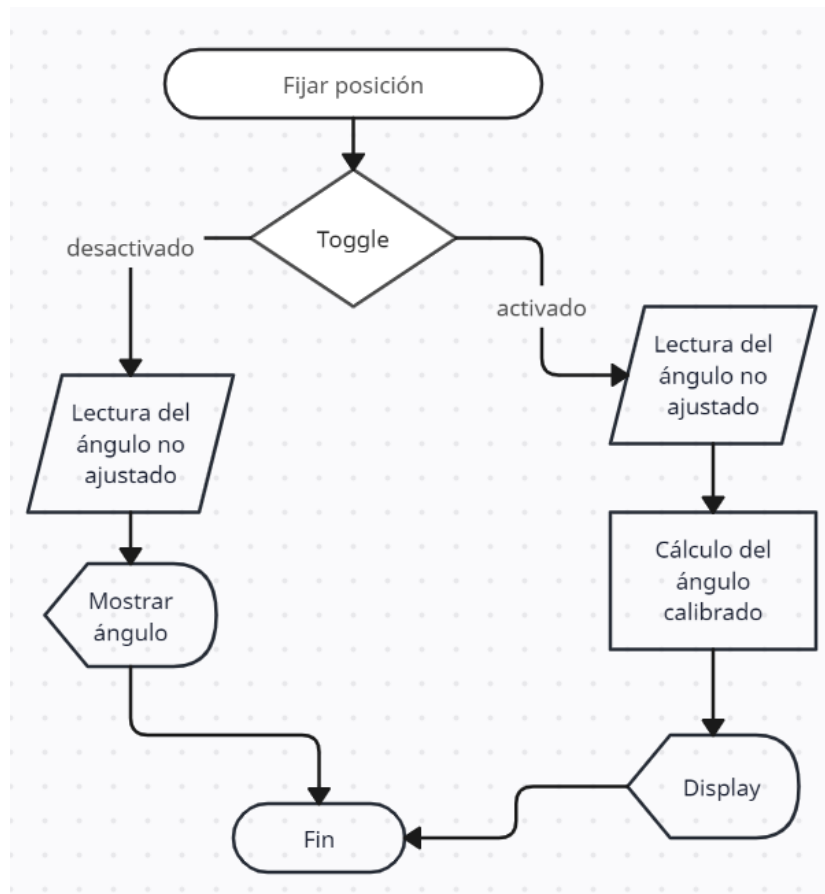 Fijar posición
Toggle
desactivado
activado
Lectura del
ángulo no
ajustado
Lectura del
ángulo no
ajustado
Cálculo del
ángulo
calibrado
Mostrar
ángulo
Display
Fin